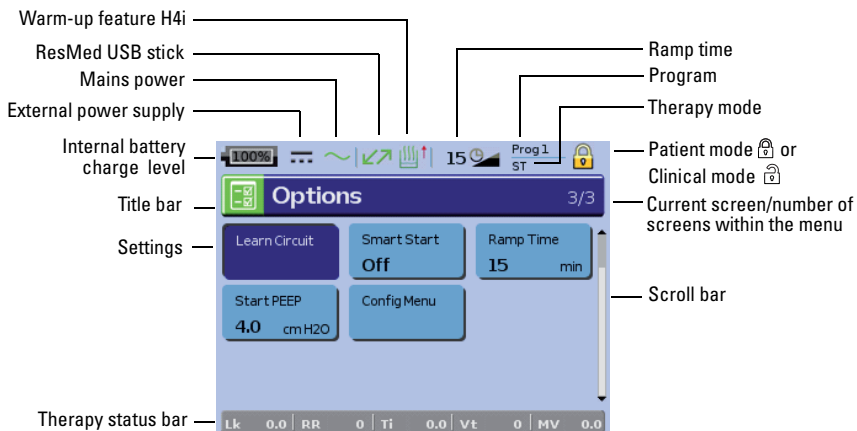 Warm-up feature H4i
ResMed USB stick
Mains power
External power supply
Internal battery
charge level
Title bar
Settings
Therapy status bar
Ramp time
Program
Therapy mode
Patient mode or
Clinical mode
Current screen/number of
screens within the menu
Scroll bar
100%
15
Prog 1
ST
Options 3/3
Learn Circuit
Smart Start
Off
Ramp Time
15 min
Start PEEP
4.0 cm H2O
Config Menu
Lk 0.0 RR 0 Ti 0.0 Vt 0 MV 0.0